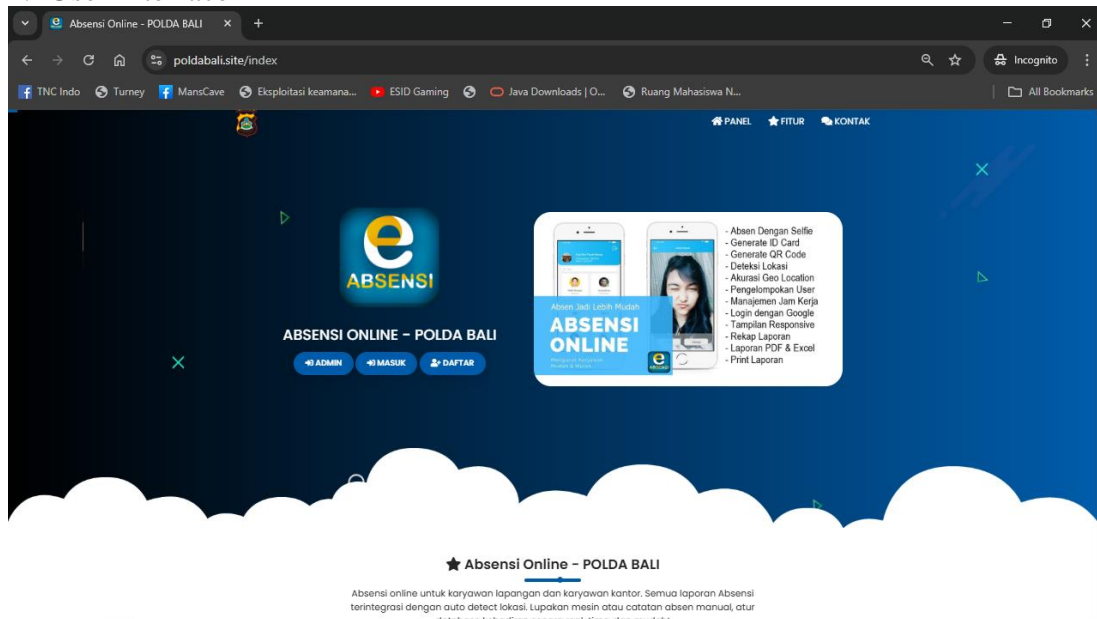 Absensi Online - POLDA BALI
poldabali.site/index
Incognito
TNC Indo
Turney
MansCave
Eksploitasi keamana...
ESID Gaming
Java Downloads | O...
Ruang Mahasiswa N...
All Bookmarks
PANEL
FITUR
KONTAK
e
ABSENSI
ABSENSI ONLINE - POLDA BALI
ADMIN
MASUK
DAFTAR
Absen Jadi Lebih Mudah
ABSENSI
ONLINE
- Absen Dengan Selfie
- Generate ID Card
- Generate QR Code
- Deteksi Lokasi
- Akurasi Geo Location
- Pengelompokan User
- Manajemen Jam Kerja
- Login dengan Google
- Tampilan Responsive
- Rekap Laporan
- Laporan PDF & Excel
- Print Laporan
Absensi Online - POLDA BALI
Absensi online untuk karyawan lapangan dan karyawan kantor. Semua laporan Absensi
terintegrasi dengan auto detect lokasi. Lupakan mesin atau catatan absen manual, atur